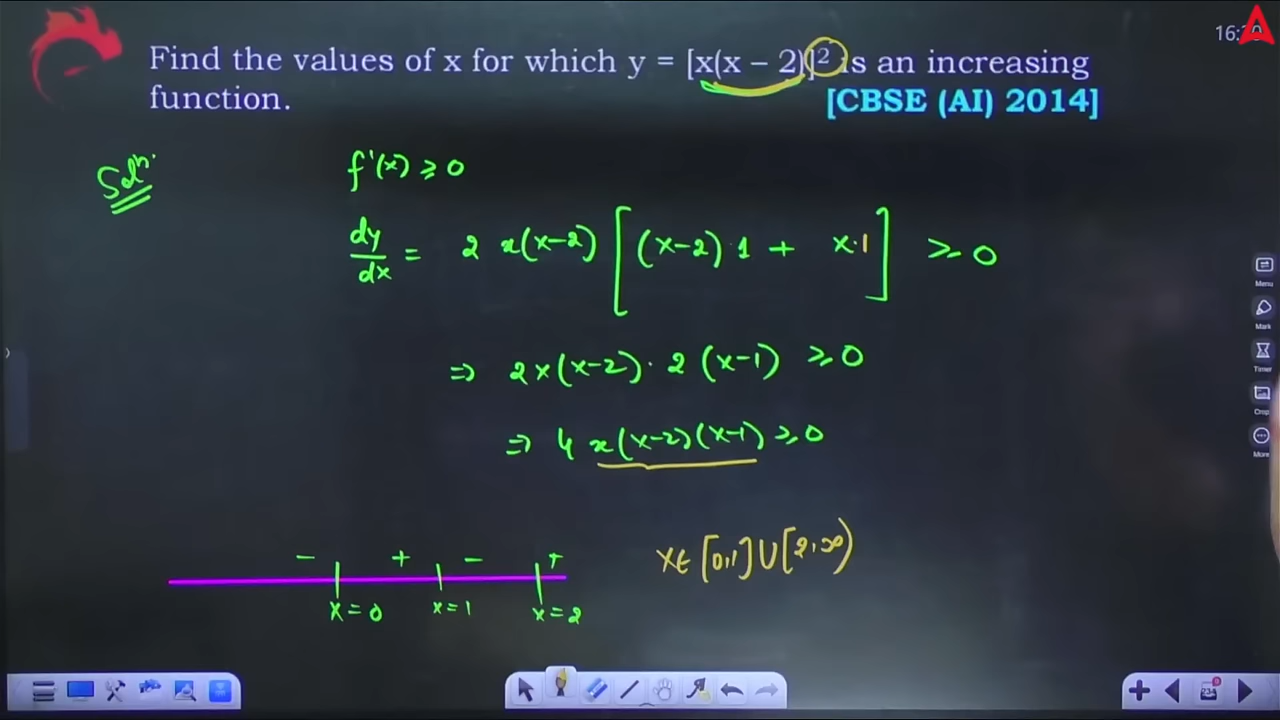 16:
Find the values of x for which y = [x(x – 2)]² is an increasing
function. [CBSE (AI) 2014]
Solⁿ. f'(x) ≥ 0
dy/dx = 2 x(x-2) [(x-2)·1 + x·1] ≥ 0
⇒ 2x(x-2)·2(x-1) ≥ 0
⇒ 4 x(x-2)(x-1) ≥ 0
− + − +
x=0 x=1 x=2
x∈ [0,1] ∪ [2,∞)
Menu
Mark
Timer
Crop
More
234